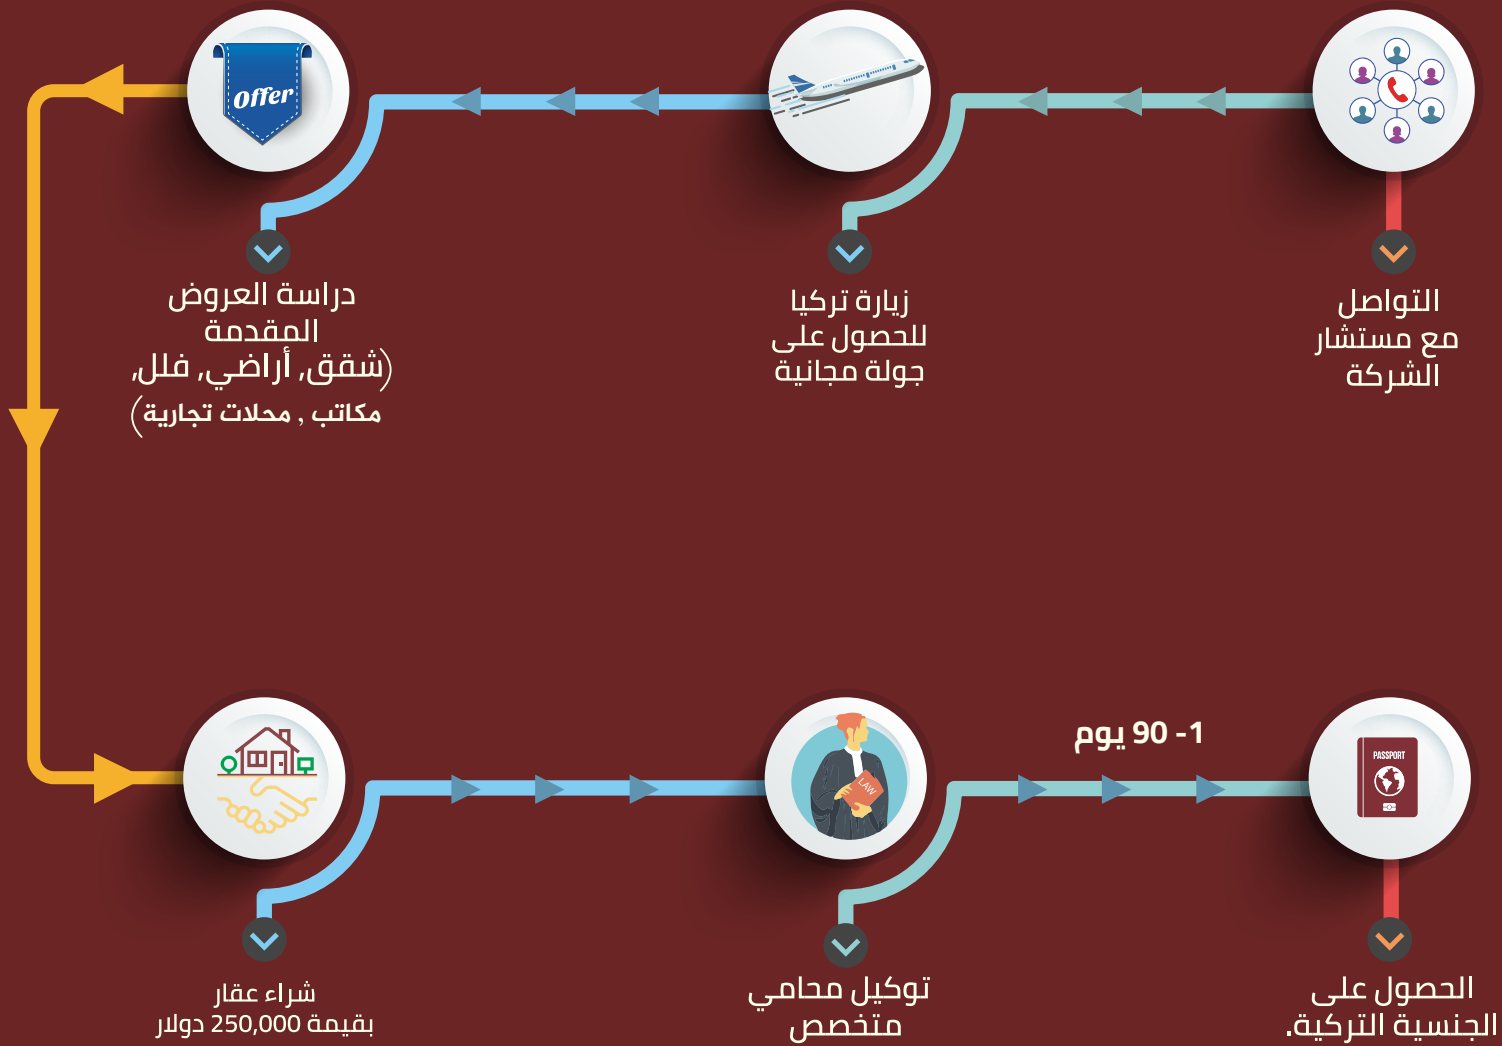 التواصل
مع مستشار
الشركة
زيارة تركيا
للحصول على
جولة مجانية
offer
دراسة العروض
المقدمة
(شقق, أراضي, فلل,
مكاتب , محلات تجارية)
شراء عقار
بقيمة 250,000 دولار
LAW
توكيل محامي
متخصص
1- 90 يوم
PASSPORT
الحصول على
الجنسية التركية.